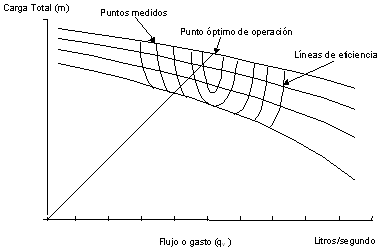 Carga Total (m)
Puntos medidos
Punto óptimo de operación
Líneas de eficiencia
Flujo o gasto (q, )
Litros/segundo